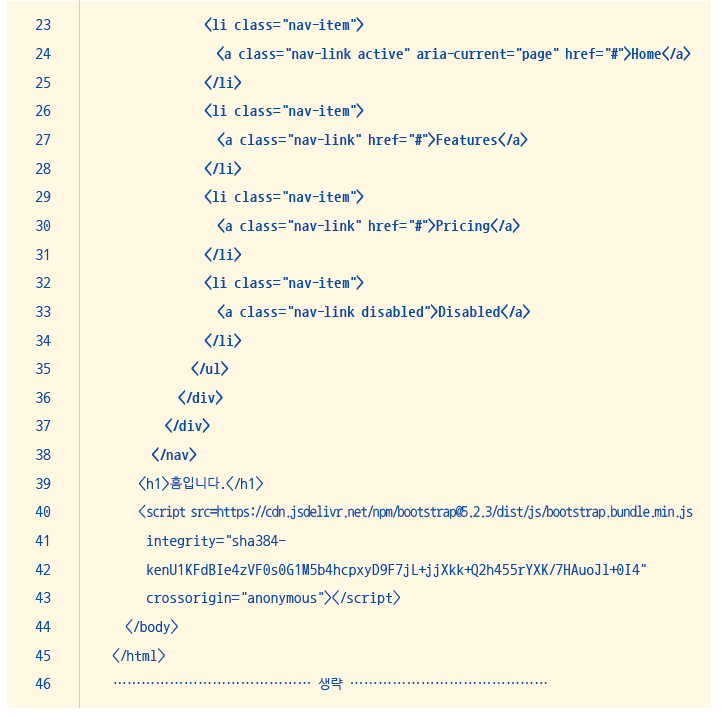 23 <li class="nav-item">
24 <a class="nav-link active" aria-current="page" href="#">Home</a>
25 </li>
26 <li class="nav-item">
27 <a class="nav-link" href="#">Features</a>
28 </li>
29 <li class="nav-item">
30 <a class="nav-link" href="#">Pricing</a>
31 </li>
32 <li class="nav-item">
33 <a class="nav-link disabled">Disabled</a>
34 </li>
35 </ul>
36 </div>
37 </div>
38 </nav>
39 <h1>홈입니다.</h1>
40 <script src=https://cdn.jsdelivr.net/npm/bootstrap@5.2.3/dist/js/bootstrap.bundle.min.js
41 integrity="sha384-
42 kenU1KFdBIe4zVF0s0G1M5b4hcpxyD9F7jL+jjXkk+Q2h455rYXK/7HAuoJl+0I4"
43 crossorigin="anonymous"></script>
44 </body>
45 </html>
46 …………………………………… 생략 ……………………………………